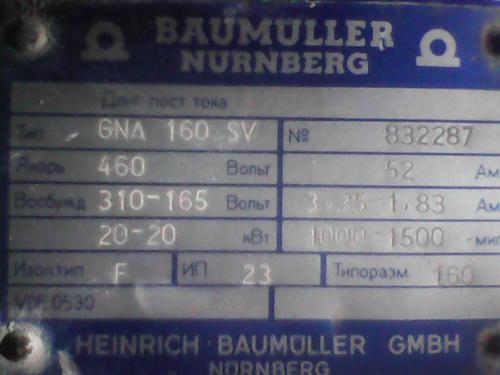 BAUMÜLLER
NÜRNBERG
Двиг. пост. тока
Тип GNA 160 SV № 832287
Якорь 460 Вольт 52 Ам
Возбужд 310-165 Вольт 3,25-1,83 Ам
20-20 кВт 1000-1500 мин
Изол.тип F ИП 23 Типоразм. 160
VDE 0530
HEINRICH BAUMÜLLER GMBH
NÜRNBERG